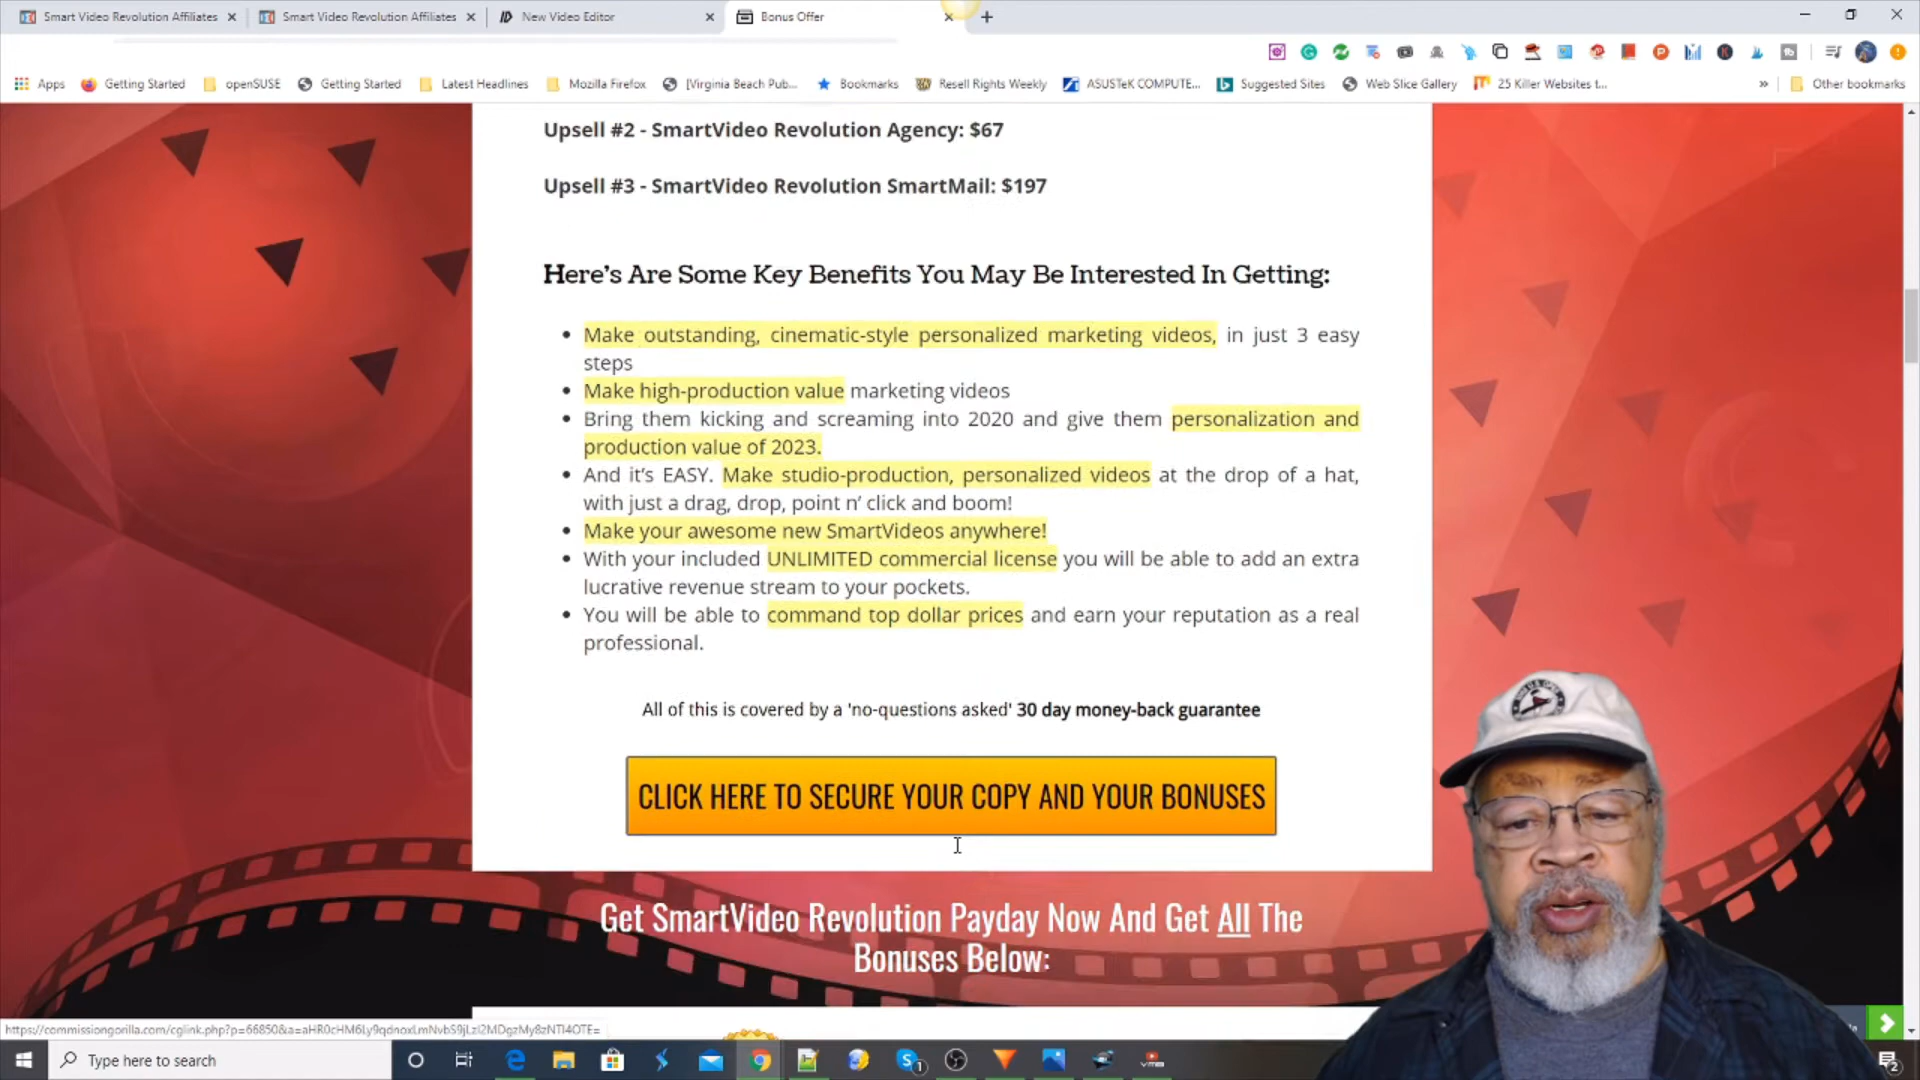 Smart Video Revolution Affiliates
Smart Video Revolution Affiliates
New Video Editor
Bonus Offer
Apps
Getting Started
openSUSE
Getting Started
Latest Headlines
Mozilla Firefox
[Virginia Beach Pub...
Bookmarks
Resell Rights Weekly
ASUSTeK COMPUTE...
Suggested Sites
Web Slice Gallery
25 Killer Websites t...
»
Other bookmarks
Upsell #2 - SmartVideo Revolution Agency: $67
Upsell #3 - SmartVideo Revolution SmartMail: $197
Here's Are Some Key Benefits You May Be Interested In Getting:
• Make outstanding, cinematic-style personalized marketing videos, in just 3 easy
steps
• Make high-production value marketing videos
• Bring them kicking and screaming into 2020 and give them personalization and
production value of 2023.
• And it's EASY. Make studio-production, personalized videos at the drop of a hat,
with just a drag, drop, point n' click and boom!
• Make your awesome new SmartVideos anywhere!
• With your included UNLIMITED commercial license you will be able to add an extra
lucrative revenue stream to your pockets.
• You will be able to command top dollar prices and earn your reputation as a real
professional.
All of this is covered by a 'no-questions asked' 30 day money-back guarantee
CLICK HERE TO SECURE YOUR COPY AND YOUR BONUSES
Get SmartVideo Revolution Payday Now And Get All The
Bonuses Below:
Type here to search